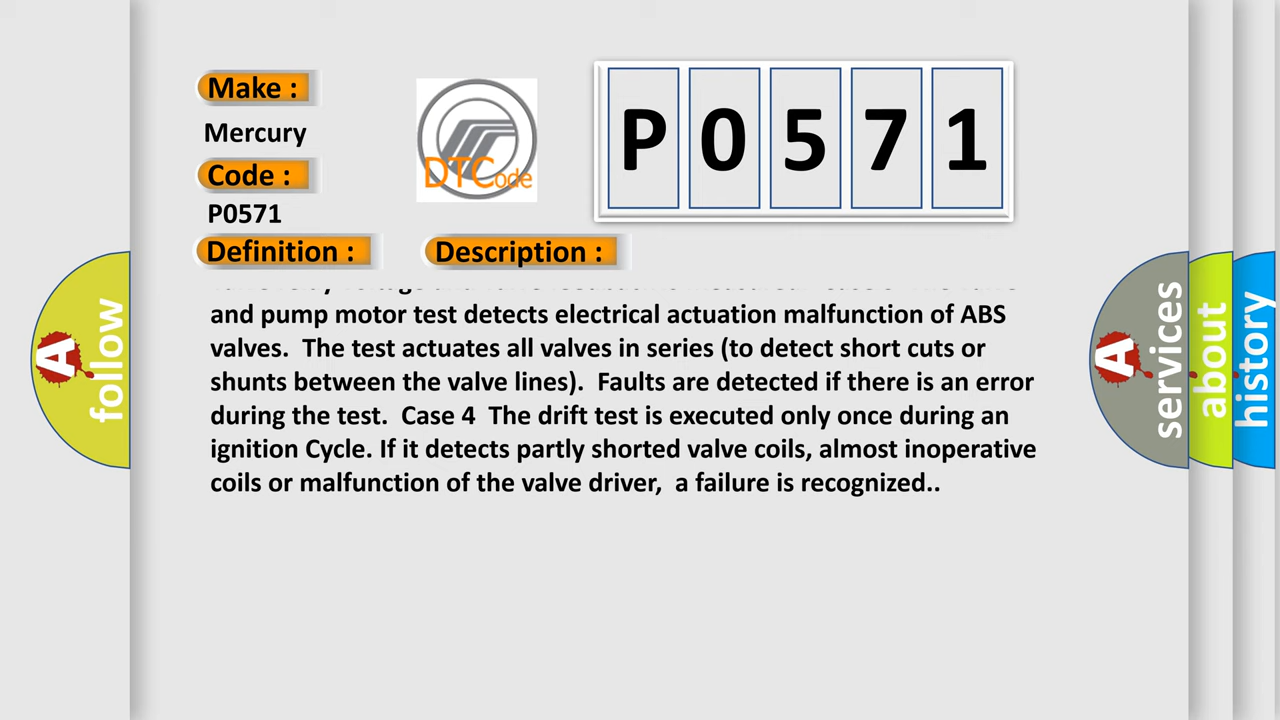 Make :
Mercury
Code :
P0571
DTCode
P0571
Definition :
Description :
and pump motor test detects electrical actuation malfunction of ABS
valves. The test actuates all valves in series (to detect short cuts or
shunts between the valve lines) Faults are detected if there is an error
during the test. Case 4 The drift test is executed only once during an
ignition Cycle. If it detects partly shorted valve coils, almost inoperative
coils or malfunction of the valve driver, a failure is recognized..
A follow
A services
about
history